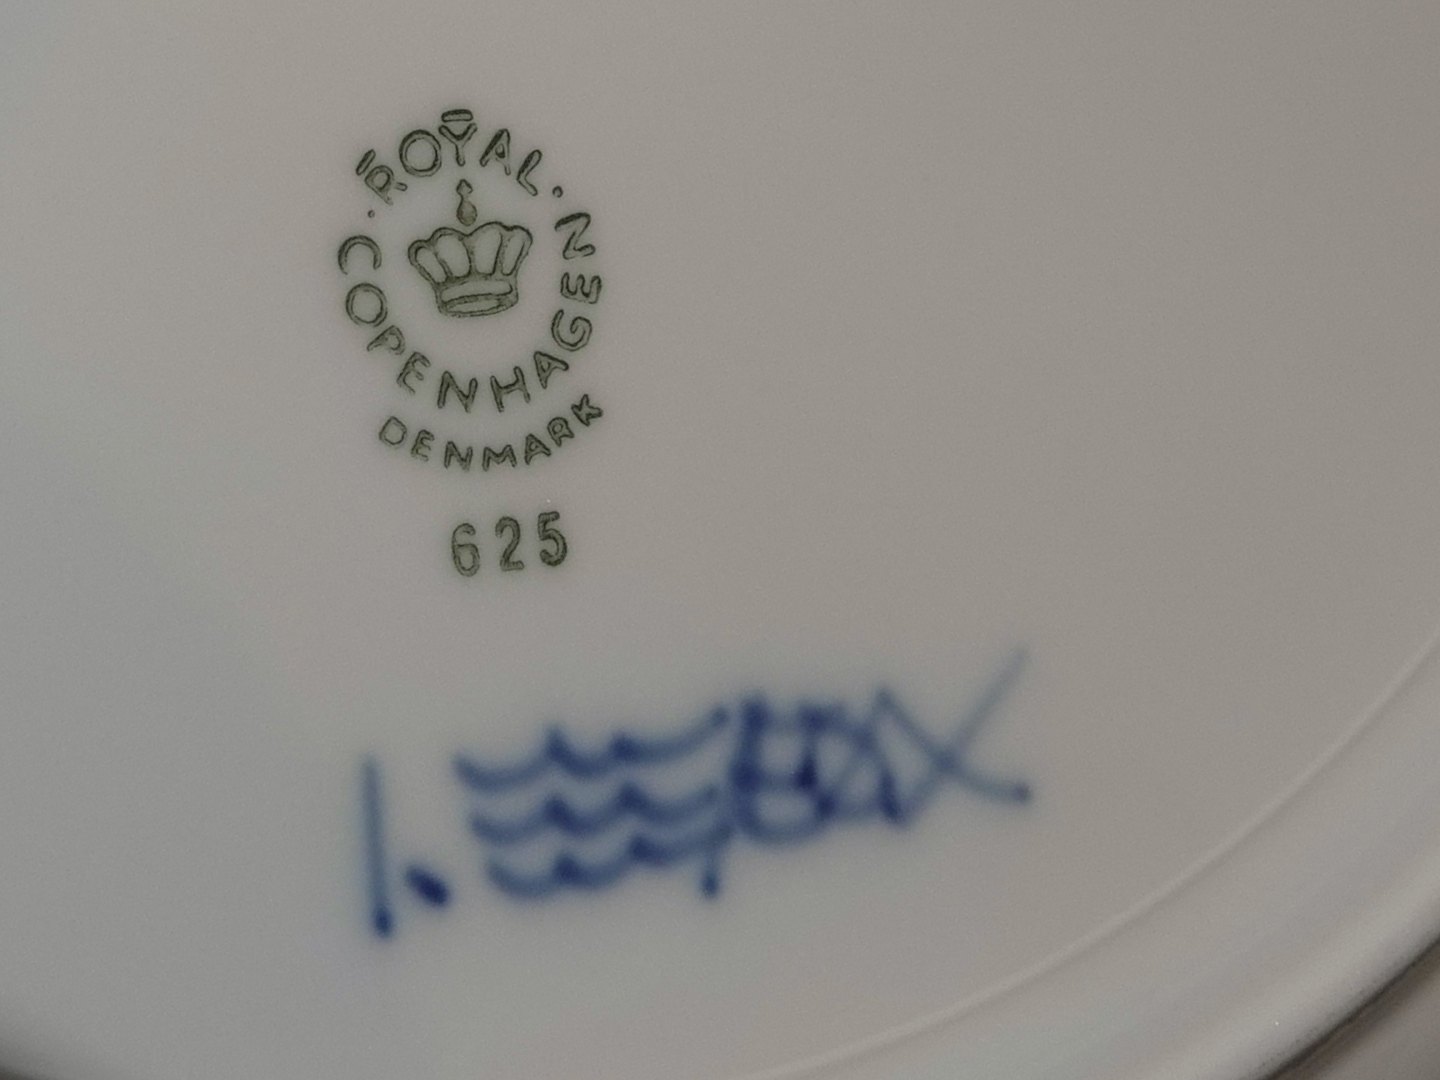 ROYAL
COPENHAGEN
DENMARK
625